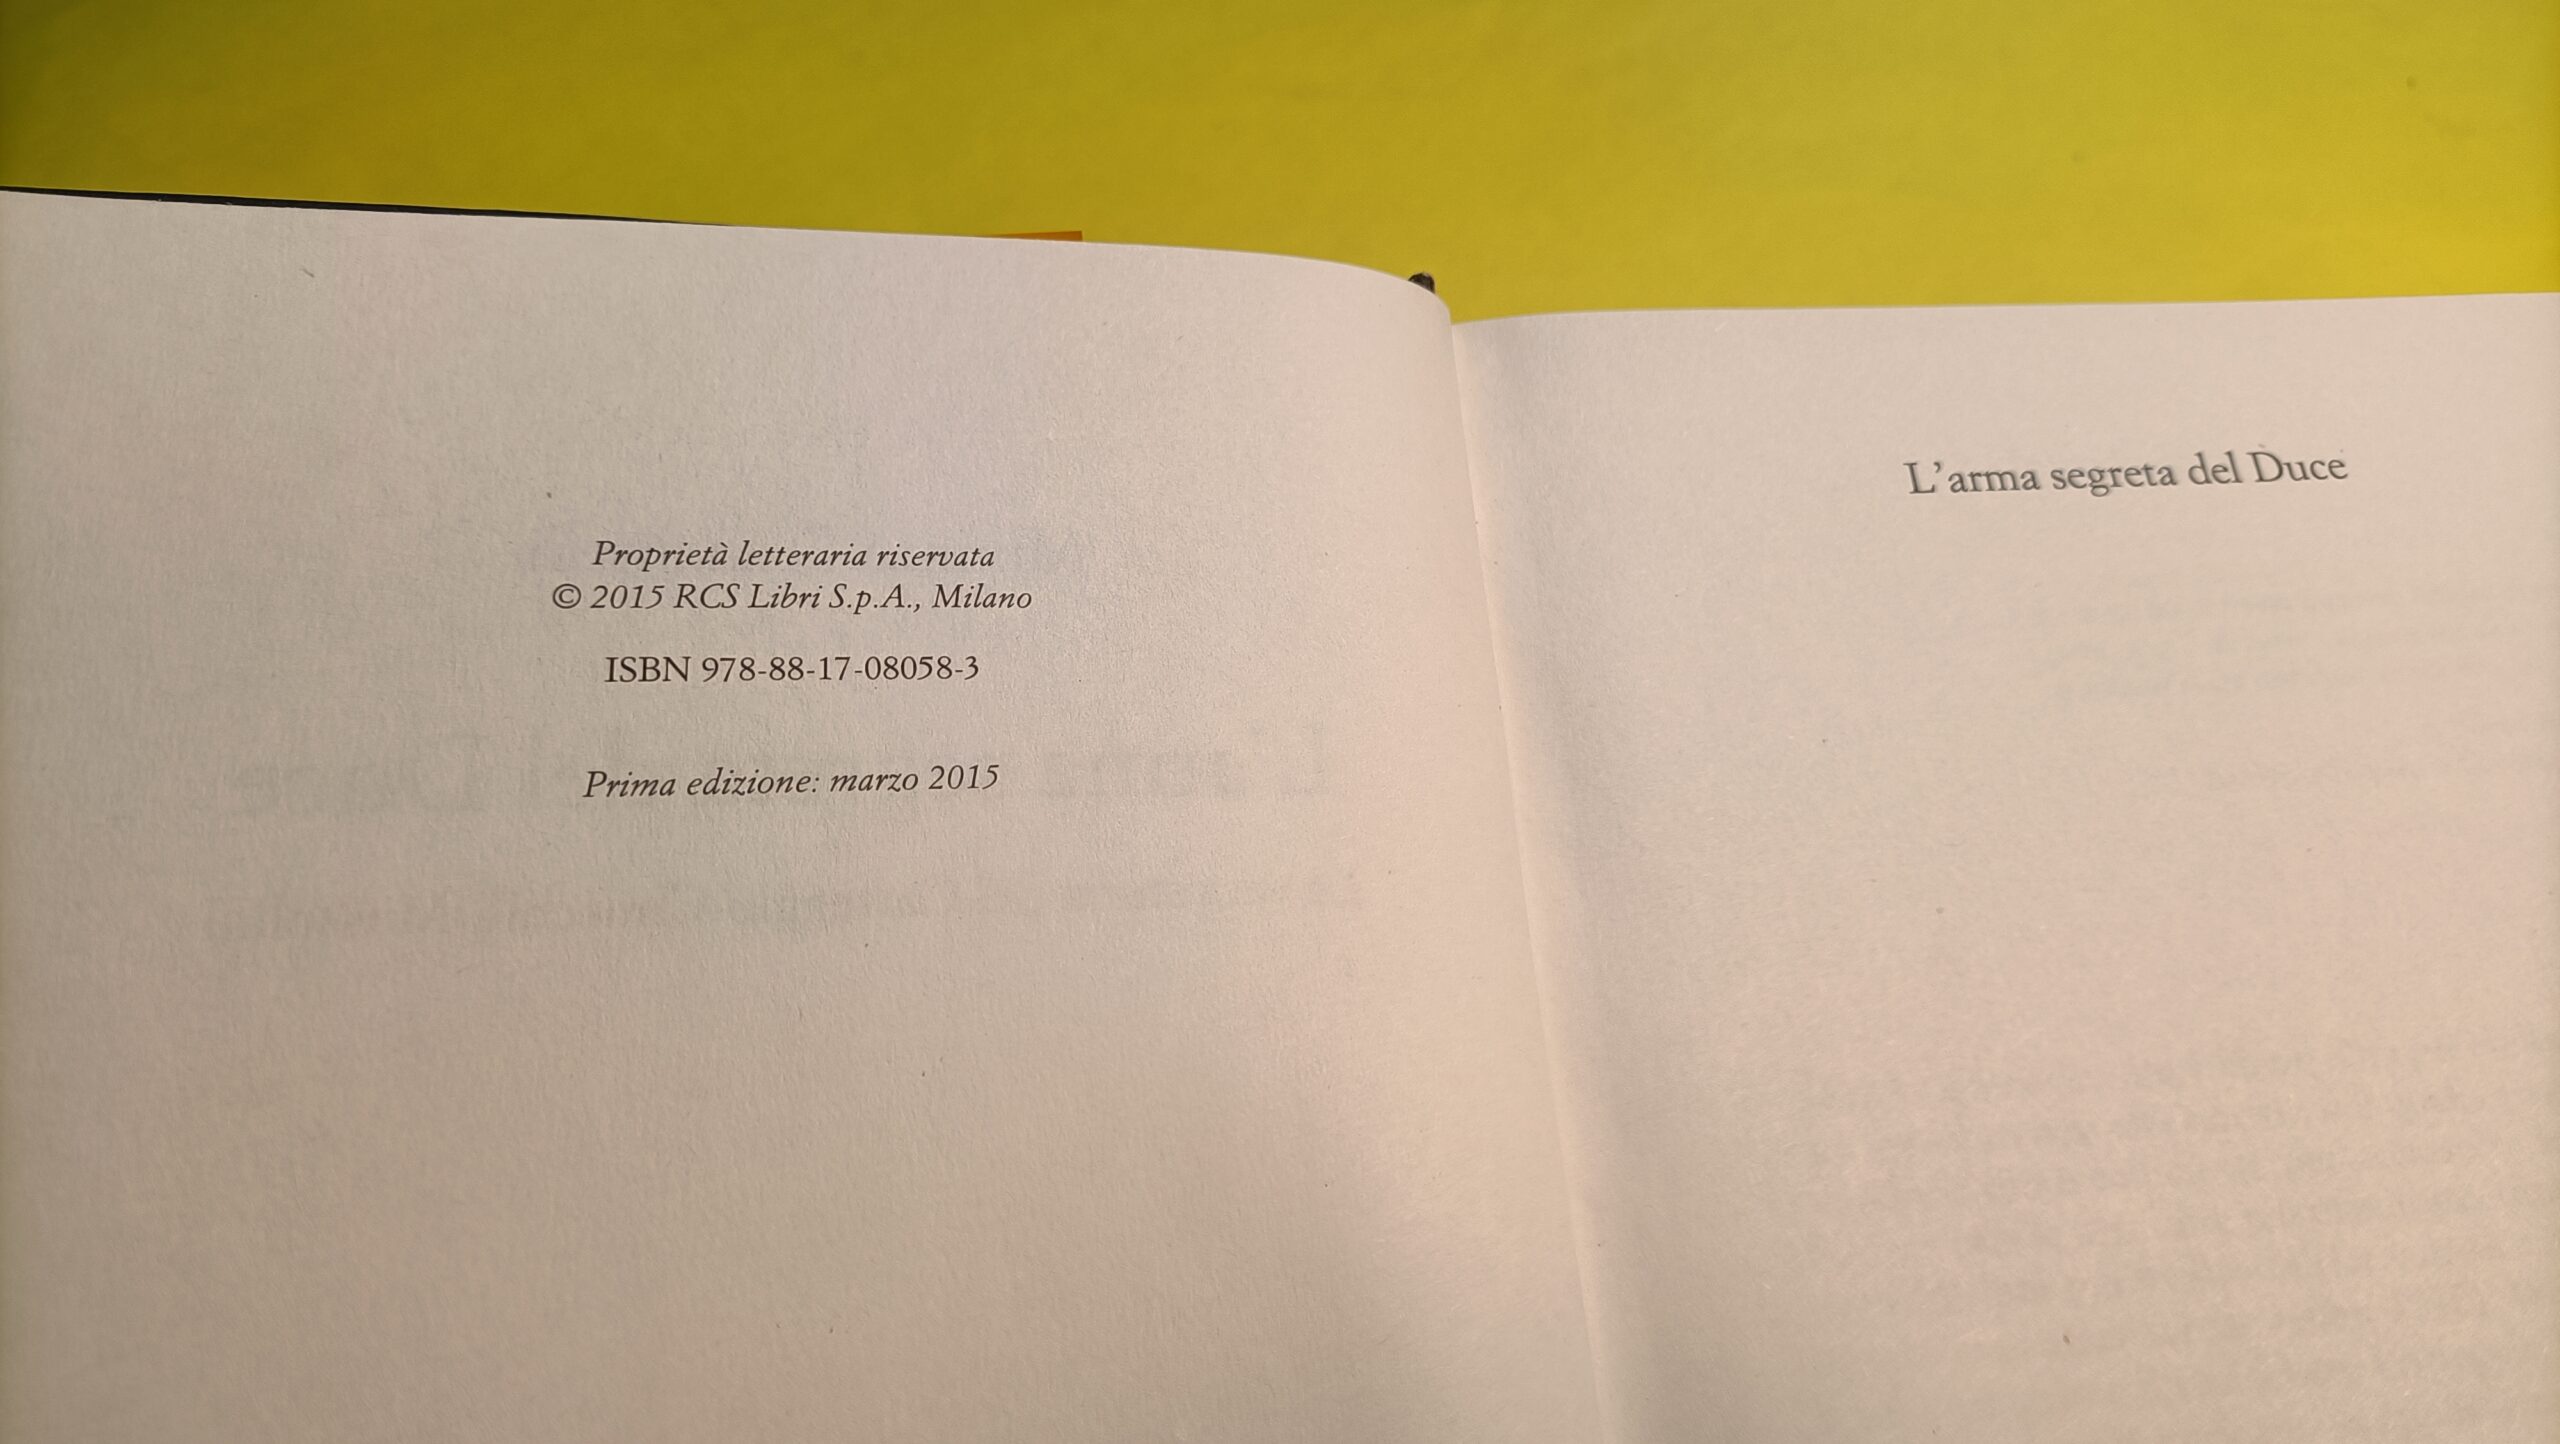 Proprietà letteraria riservata
© 2015 RCS Libri S.p.A., Milano
ISBN 978-88-17-08058-3
Prima edizione: marzo 2015
L'arma segreta del Duce